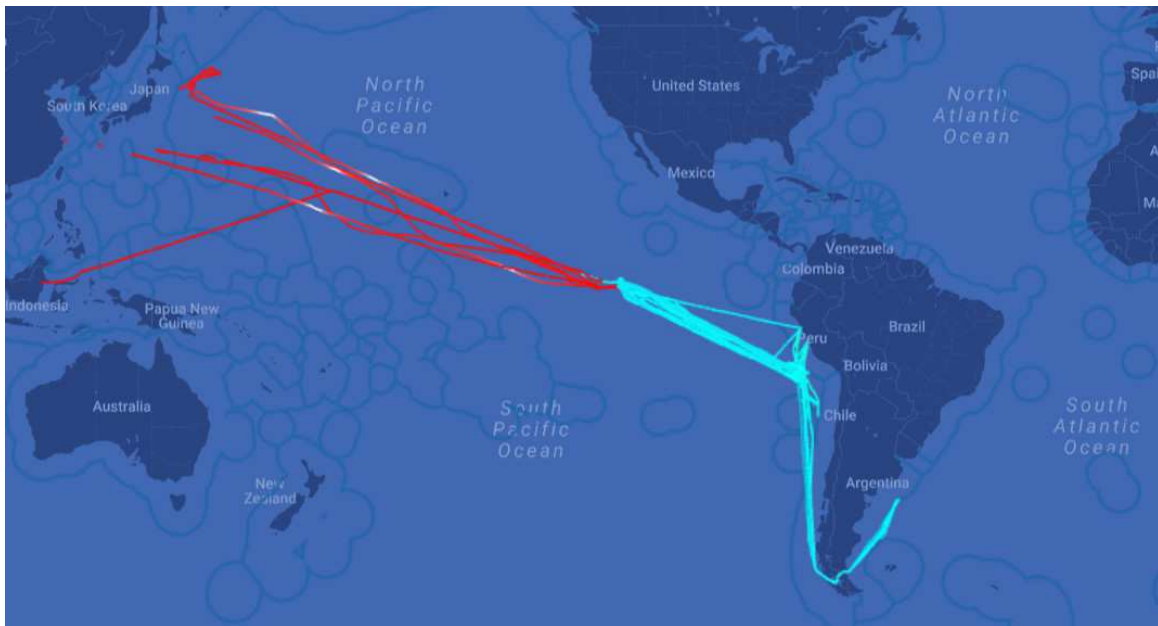 North
Pacific
Ocean
Japan
South Korea
United States
North
Atlantic
Ocean
Spai
Mexico
Venezuela
Colombia
Indonesia
Papua New
Guinea
Peru
Brazil
Bolivia
Australia
South
Pacific
Ocean
Chile
South
Atlantic
Ocean
New
Zealand
Argentina